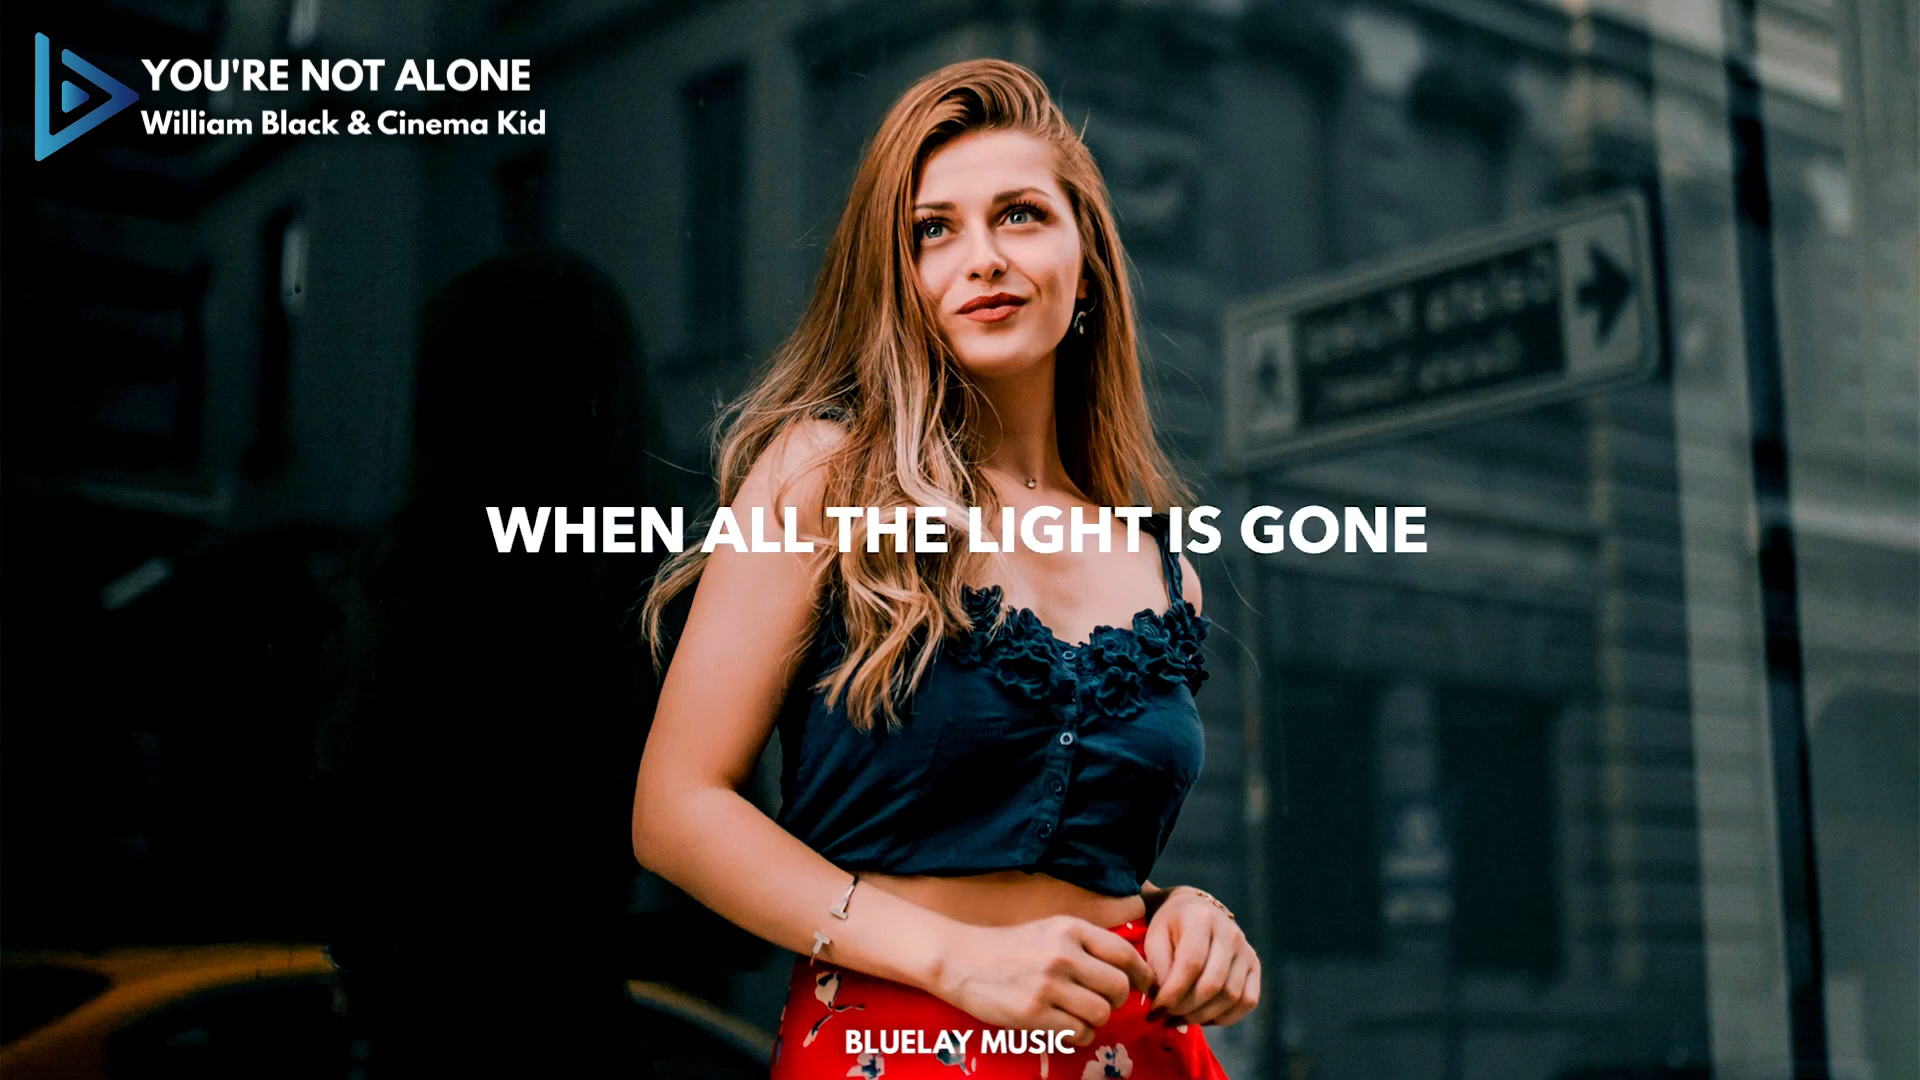 YOU'RE NOT ALONE
William Black & Cinema Kid
WHEN ALL THE LIGHT IS GONE
BLUELAY MUSIC